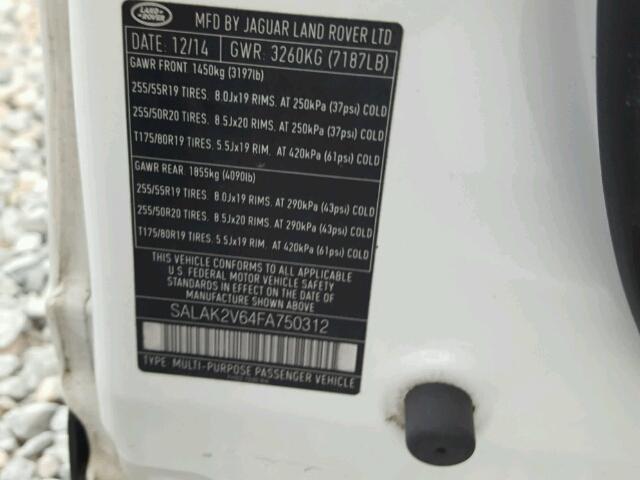 LAND ROVER
MFD BY JAGUAR LAND ROVER LTD
DATE: 12/14 GWR: 3260KG (7187LB)
GAWR FRONT 1450kg (3197lb)
255/55R19 TIRES. 8.0Jx19 RIMS. AT 250kPa (37psi) COLD
255/50R20 TIRES. 8.5Jx20 RIMS. AT 250kPa (37psi) COLD
T175/80R19 TIRES. 5.5Jx19 RIM. AT 420kPa (61psi) COLD
GAWR REAR. 1855kg (4090lb)
255/55R19 TIRES. 8.0Jx19 RIMS. AT 290kPa (43psi) COLD
255/50R20 TIRES. 8.5Jx20 RIMS. AT 290kPa (43psi) COLD
T175/80R19 TIRES. 5.5Jx19 RIM. AT 420kPa (61psi) COLD
THIS VEHICLE CONFORMS TO ALL APPLICABLE
U.S. FEDERAL MOTOR VEHICLE SAFETY
STANDARDS IN EFFECT ON THE DATE OF
MANUFACTURE SHOWN ABOVE
SALAK2V64FA750312
TYPE: MULTI-PURPOSE PASSENGER VEHICLE